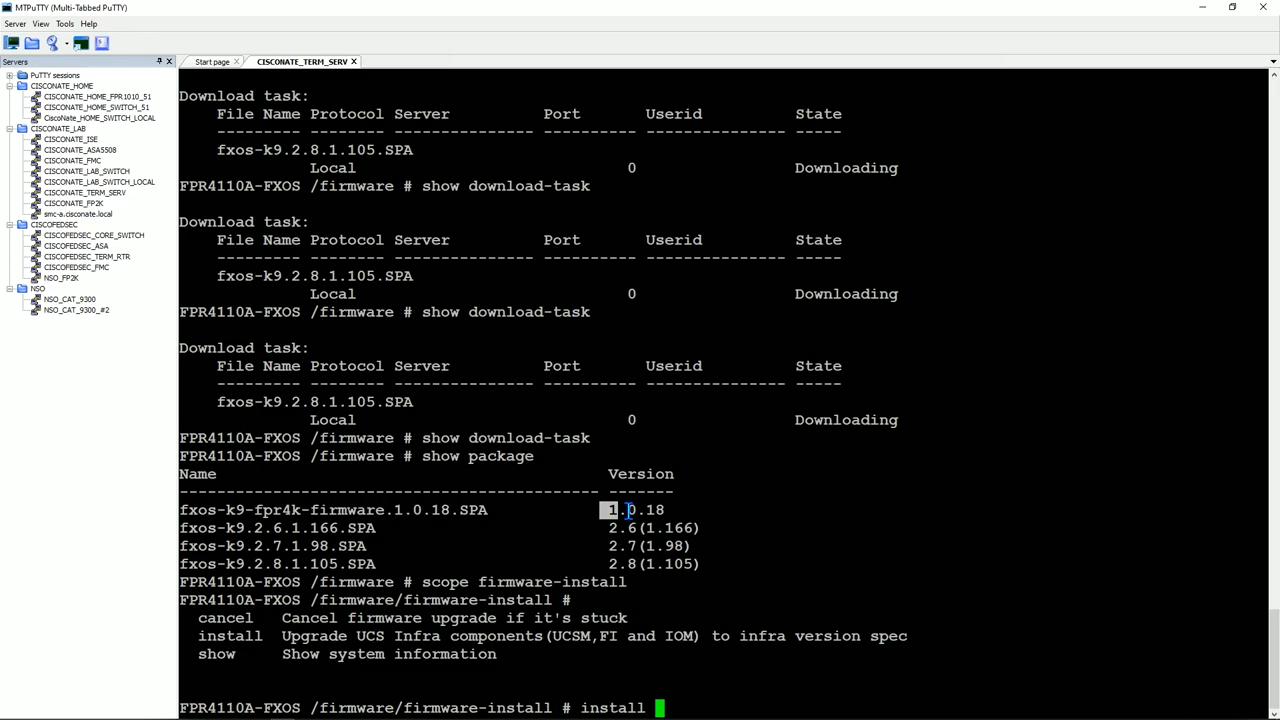 MTPuTTY (Multi-Tabbed PuTTY)
Server View Tools Help
Servers
Start page
CISCONATE_TERM_SERV
PuTTY sessions
CISCONATE_HOME
CISCONATE_HOME_FPR1010_51
CISCONATE_HOME_SWITCH_51
CiscoNate_HOME_SWITCH_LOCAL
CISCONATE_LAB
CISCONATE_ISE
CISCONATE_ASA5508
CISCONATE_FMC
CISCONATE_LAB_SWITCH
CISCONATE_LAB_SWITCH_LOCAL
CISCONATE_TERM_SERV
CISCONATE_FP2K
smc-a.cisconate.local
CISCOFEDSEC
CISCOFEDSEC_CORE_SWITCH
CISCOFEDSEC_ASA
CISCOFEDSEC_TERM_RTR
CISCOFEDSEC_FMC
NSO_FP2K
NSO
NSO_CAT_9300
NSO_CAT_9300_#2
Download task:
File Name Protocol Server Port Userid State
--------- ---------- --------------- ---------- --------------- -----
fxos-k9.2.8.1.105.SPA
Local 0 Downloading
FPR4110A-FXOS /firmware # show download-task
Download task:
File Name Protocol Server Port Userid State
--------- ---------- --------------- ---------- --------------- -----
fxos-k9.2.8.1.105.SPA
Local 0 Downloading
FPR4110A-FXOS /firmware # show download-task
Download task:
File Name Protocol Server Port Userid State
--------- ---------- --------------- ---------- --------------- -----
fxos-k9.2.8.1.105.SPA
Local 0 Downloading
FPR4110A-FXOS /firmware # show download-task
FPR4110A-FXOS /firmware # show package
Name Version
--------------------------------------------- -------
fxos-k9-fpr4k-firmware.1.0.18.SPA 1.0.18
fxos-k9.2.6.1.166.SPA 2.6(1.166)
fxos-k9.2.7.1.98.SPA 2.7(1.98)
fxos-k9.2.8.1.105.SPA 2.8(1.105)
FPR4110A-FXOS /firmware # scope firmware-install
FPR4110A-FXOS /firmware/firmware-install #
cancel Cancel firmware upgrade if it's stuck
install Upgrade UCS Infra components(UCSM,FI and IOM) to infra version spec
show Show system information
FPR4110A-FXOS /firmware/firmware-install # install